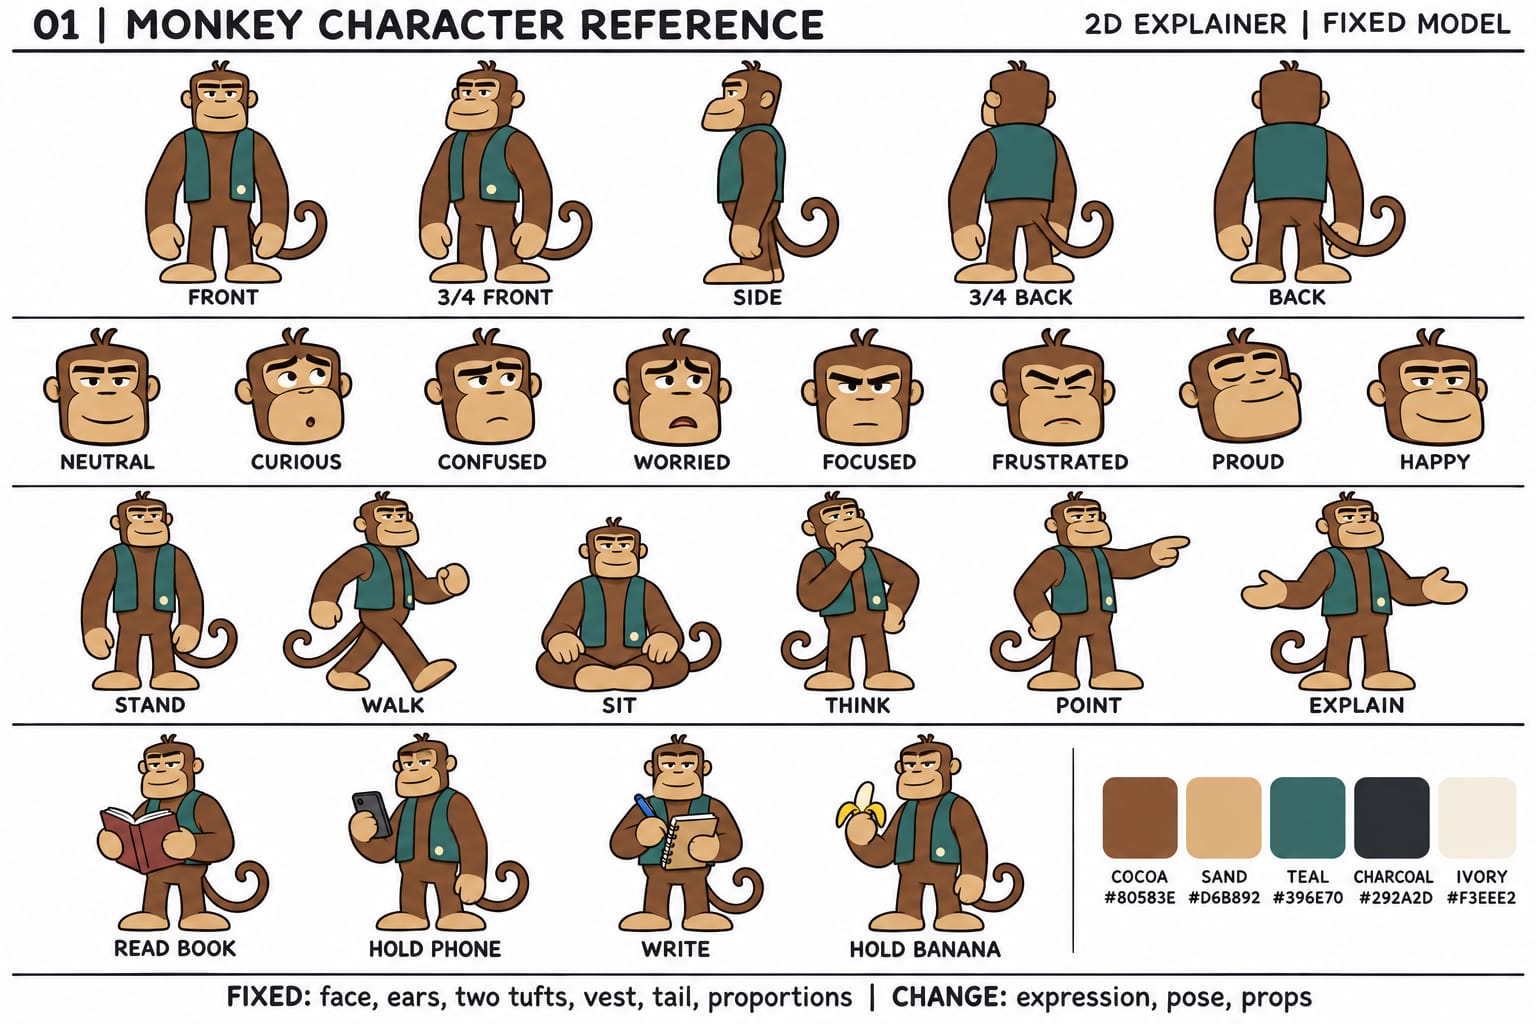 01 | MONKEY CHARACTER REFERENCE
2D EXPLAINER | FIXED MODEL
FRONT
3/4 FRONT
SIDE
3/4 BACK
BACK
NEUTRAL
CURIOUS
CONFUSED
WORRIED
FOCUSED
FRUSTRATED
PROUD
HAPPY
STAND
WALK
SIT
THINK
POINT
EXPLAIN
READ BOOK
HOLD PHONE
WRITE
HOLD BANANA
COCOA
#80583E
SAND
#D6B892
TEAL
#396E70
CHARCOAL
#292A2D
IVORY
#F3EEE2
FIXED: face, ears, two tufts, vest, tail, proportions | CHANGE: expression, pose, props